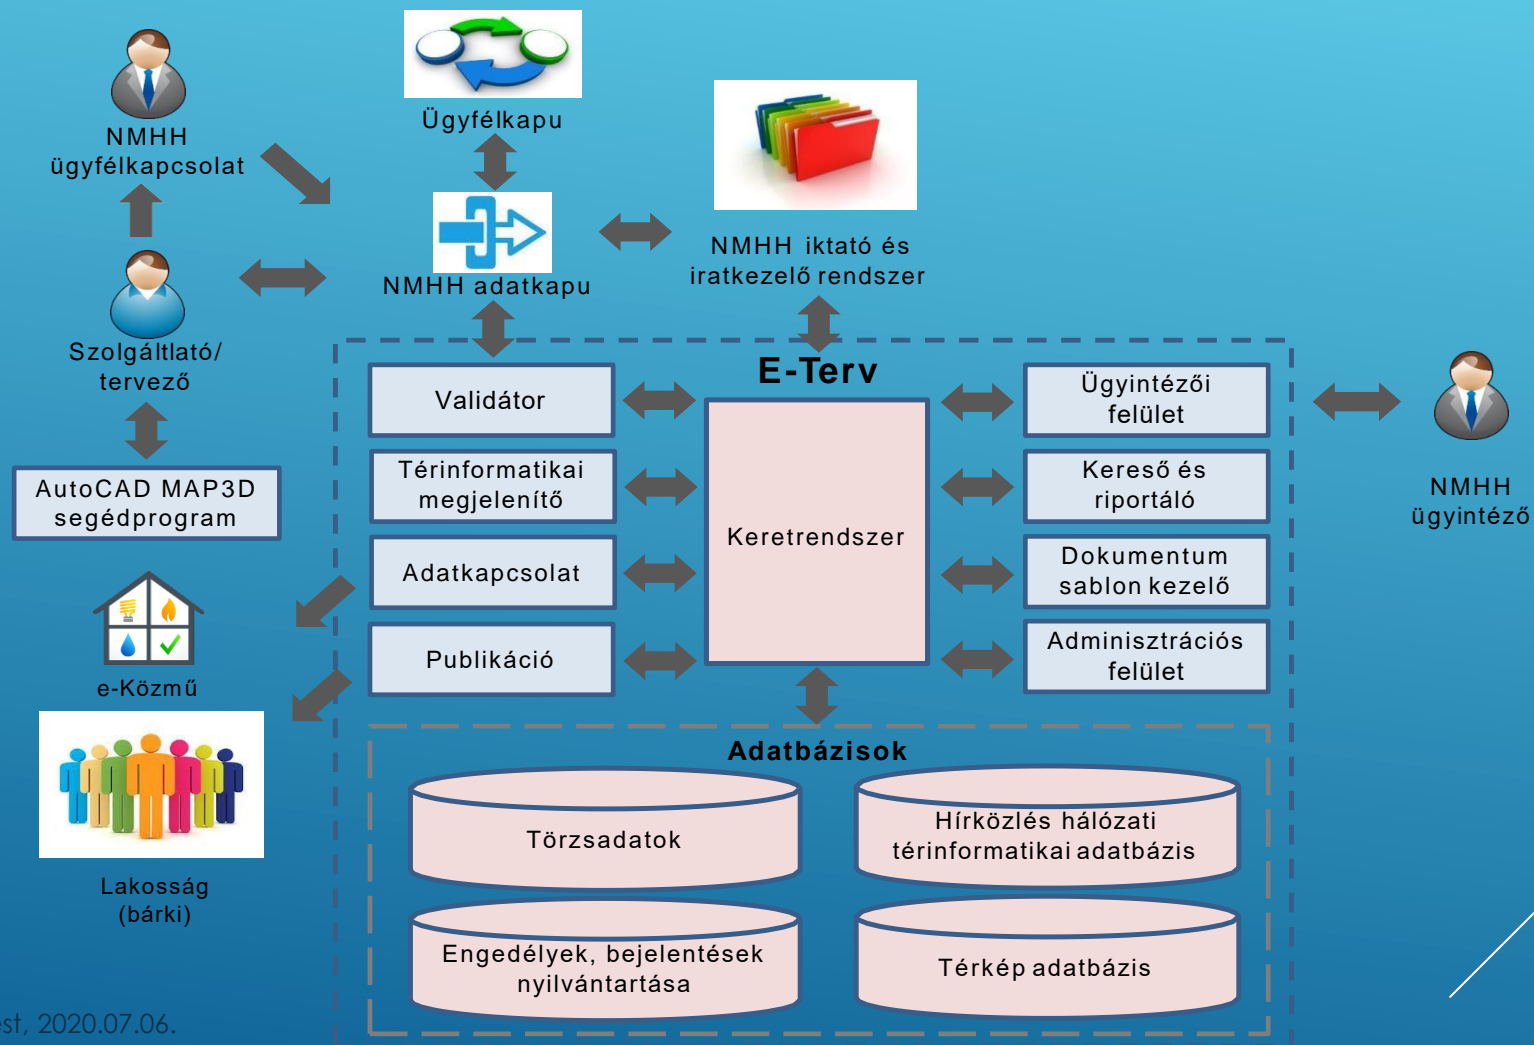 NMHH
ügyfélkapcsolat
Ügyfélkapu
NMHH adatkapu
NMHH iktató és
iratkezelő rendszer
Szolgáltlató/
tervező
AutoCAD MAP3D
segédprogram
e-Közmű
Lakosság
(bárki)
E-Terv
Validátor
Térinformatikai
megjelenítő
Adatkapcsolat
Publikáció
Keretrendszer
Ügyintézői
felület
Kereső és
riportáló
Dokumentum
sablon kezelő
Adminisztrációs
felület
NMHH
ügyintéző
Adatbázisok
Törzsadatok
Hírközlés hálózati
térinformatikai adatbázis
Engedélyek, bejelentések
nyilvántartása
Térkép adatbázis
est, 2020.07.06.